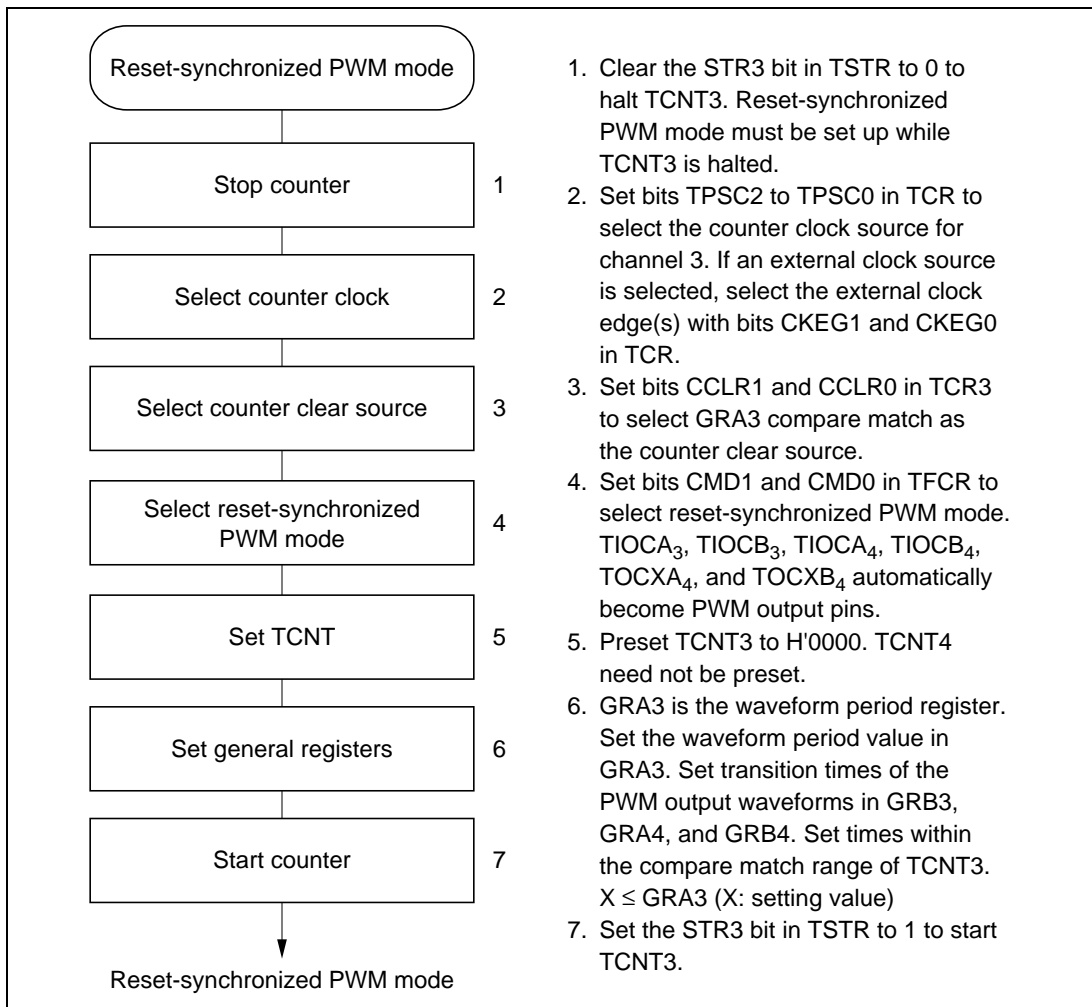 Reset-synchronized PWM mode
Stop counter
1
Select counter clock
2
Select counter clear source
3
Select reset-synchronized
PWM mode
4
Set TCNT
5
Set general registers
6
Start counter
7
Reset-synchronized PWM mode
1. Clear the STR3 bit in TSTR to 0 to
halt TCNT3. Reset-synchronized
PWM mode must be set up while
TCNT3 is halted.
2. Set bits TPSC2 to TPSC0 in TCR to
select the counter clock source for
channel 3. If an external clock source
is selected, select the external clock
edge(s) with bits CKEG1 and CKEG0
in TCR.
3. Set bits CCLR1 and CCLR0 in TCR3
to select GRA3 compare match as
the counter clear source.
4. Set bits CMD1 and CMD0 in TFCR to
select reset-synchronized PWM mode.
TIOCA₃, TIOCB₃, TIOCA₄, TIOCB₄,
TOCXA₄, and TOCXB₄ automatically
become PWM output pins.
5. Preset TCNT3 to H'0000. TCNT4
need not be preset.
6. GRA3 is the waveform period register.
Set the waveform period value in
GRA3. Set transition times of the
PWM output waveforms in GRB3,
GRA4, and GRB4. Set times within
the compare match range of TCNT3.
X ≤ GRA3 (X: setting value)
7. Set the STR3 bit in TSTR to 1 to start
TCNT3.